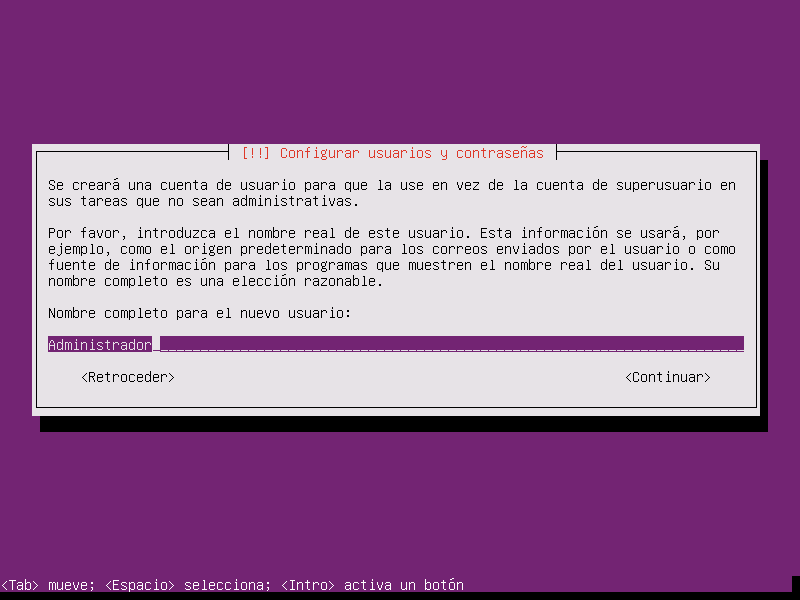 [!!] Configurar usuarios y contraseñas
Se creará una cuenta de usuario para que la use en vez de la cuenta de superusuario en
sus tareas que no sean administrativas.
Por favor, introduzca el nombre real de este usuario. Esta información se usará, por
ejemplo, como el origen predeterminado para los correos enviados por el usuario o como
fuente de información para los programas que muestren el nombre real del usuario. Su
nombre completo es una elección razonable.
Nombre completo para el nuevo usuario:
Administrador
<Retroceder> <Continuar>
<Tab> mueve; <Espacio> selecciona; <Intro> activa un botón